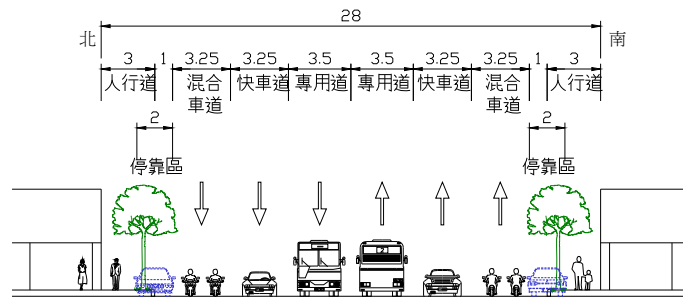 28
北 南
3 1 3.25 3.25 3.5 3.5 3.25 3.25 1 3
人行道 混合車道 快車道 專用道 專用道 快車道 混合車道 人行道
2 2
停靠區 停靠區
2